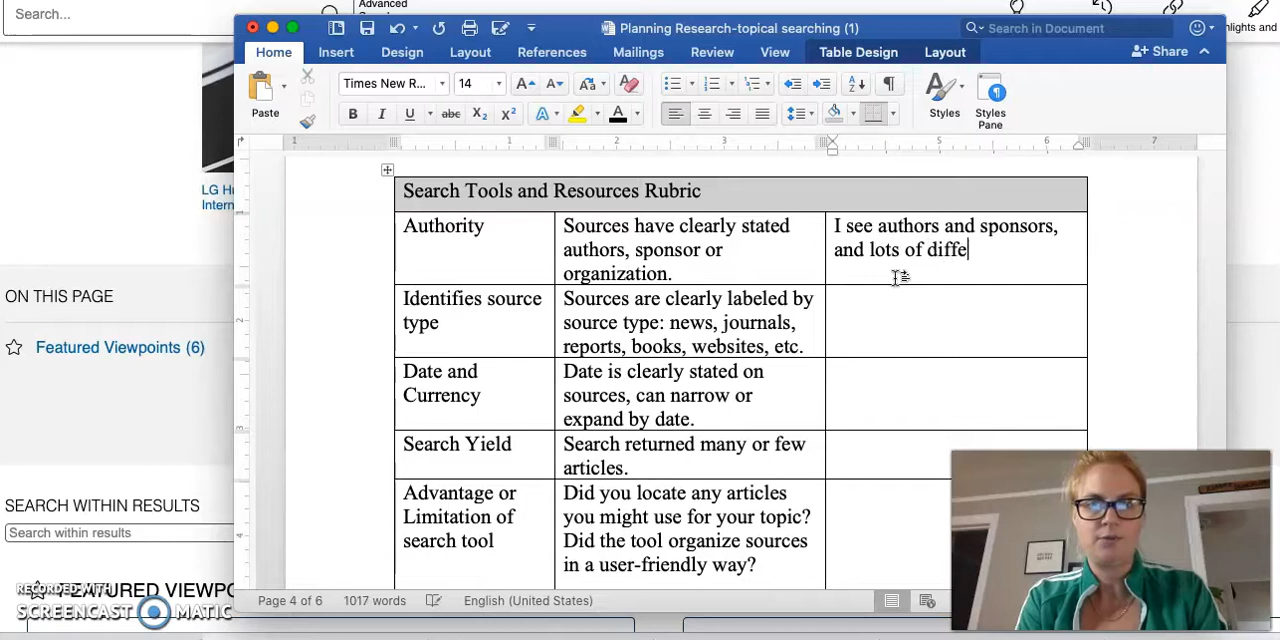 Advanced
Search...
Search
Planning Research-topical searching (1)
Search in Document
Home Insert Design Layout References Mailings Review View Table Design Layout
Share
Highlights and
Times New R... 14
Paste
Styles
Styles Pane
LG Hu
Intern
ON THIS PAGE
Featured Viewpoints (6)
SEARCH WITHIN RESULTS
Search within results
FEATURED VIEWPO
Search Tools and Resources Rubric
Authority
Sources have clearly stated
authors, sponsor or
organization.
I see authors and sponsors,
and lots of diffe
Identifies source
type
Sources are clearly labeled by
source type: news, journals,
reports, books, websites, etc.
Date and
Currency
Date is clearly stated on
sources, can narrow or
expand by date.
Search Yield
Search returned many or few
articles.
Advantage or
Limitation of
search tool
Did you locate any articles
you might use for your topic?
Did the tool organize sources
in a user-friendly way?
Page 4 of 6 1017 words English (United States)
RECORDED WITH
SCREENCAST MATIC